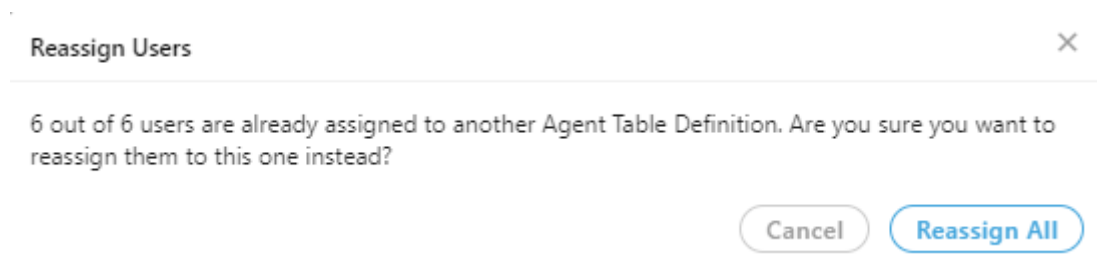 Reassign Users
6 out of 6 users are already assigned to another Agent Table Definition. Are you sure you want to
reassign them to this one instead?
Cancel
Reassign All